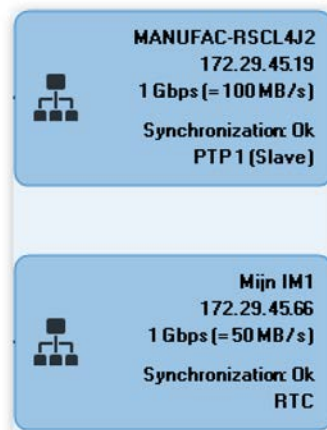 MANUFAC-RSCL4J2
172.29.45.19
1 Gbps (= 100 MB/s)
Synchronization: Ok
PTP 1 (Slave)
Mijn IM1
172.29.45.66
1 Gbps (= 50 MB/s)
Synchronization: Ok
RTC